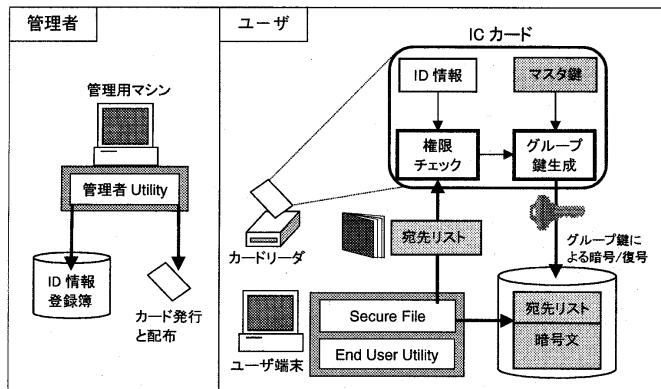 管理者
管理用マシン
管理者 Utility
ID 情報
登録簿
カード発行
と配布
ユーザ
IC カード
ID 情報
マスタ鍵
権限
チェック
グループ
鍵生成
カードリーダ
宛先リスト
グループ鍵に
よる暗号/復号
Secure File
End User Utility
ユーザ端末
宛先リスト
暗号文